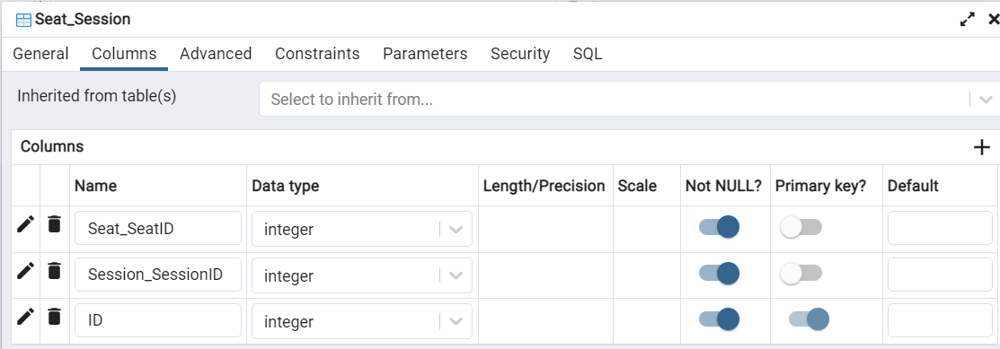 Seat_Session
General Columns Advanced Constraints Parameters Security SQL
Inherited from table(s) Select to inherit from...
Columns
Name Data type Length/Precision Scale Not NULL? Primary key? Default
Seat_SeatID integer
Session_SessionID integer
ID integer